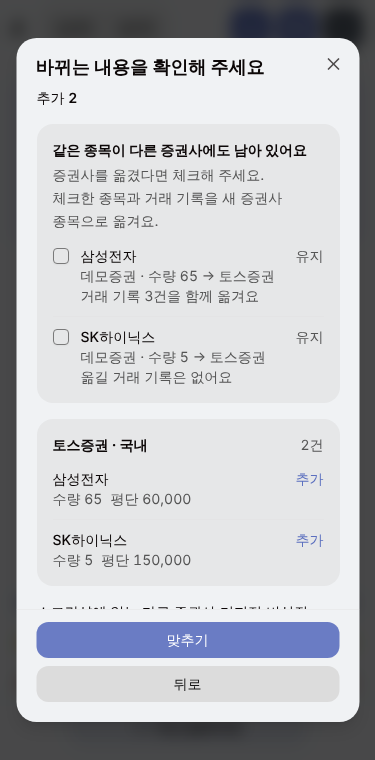 바뀌는 내용을 확인해 주세요
추가 2
같은 종목이 다른 증권사에도 남아 있어요
증권사를 옮겼다면 체크해 주세요.
체크한 종목과 거래 기록을 새 증권사
종목으로 옮겨요.
삼성전자 유지
데모증권 · 수량 65 → 토스증권
거래 기록 3건을 함께 옮겨요
SK하이닉스 유지
데모증권 · 수량 5 → 토스증권
옮길 거래 기록은 없어요
토스증권 · 국내 2건
삼성전자 추가
수량 65 평단 60,000
SK하이닉스 추가
수량 5 평단 150,000
맞추기
뒤로